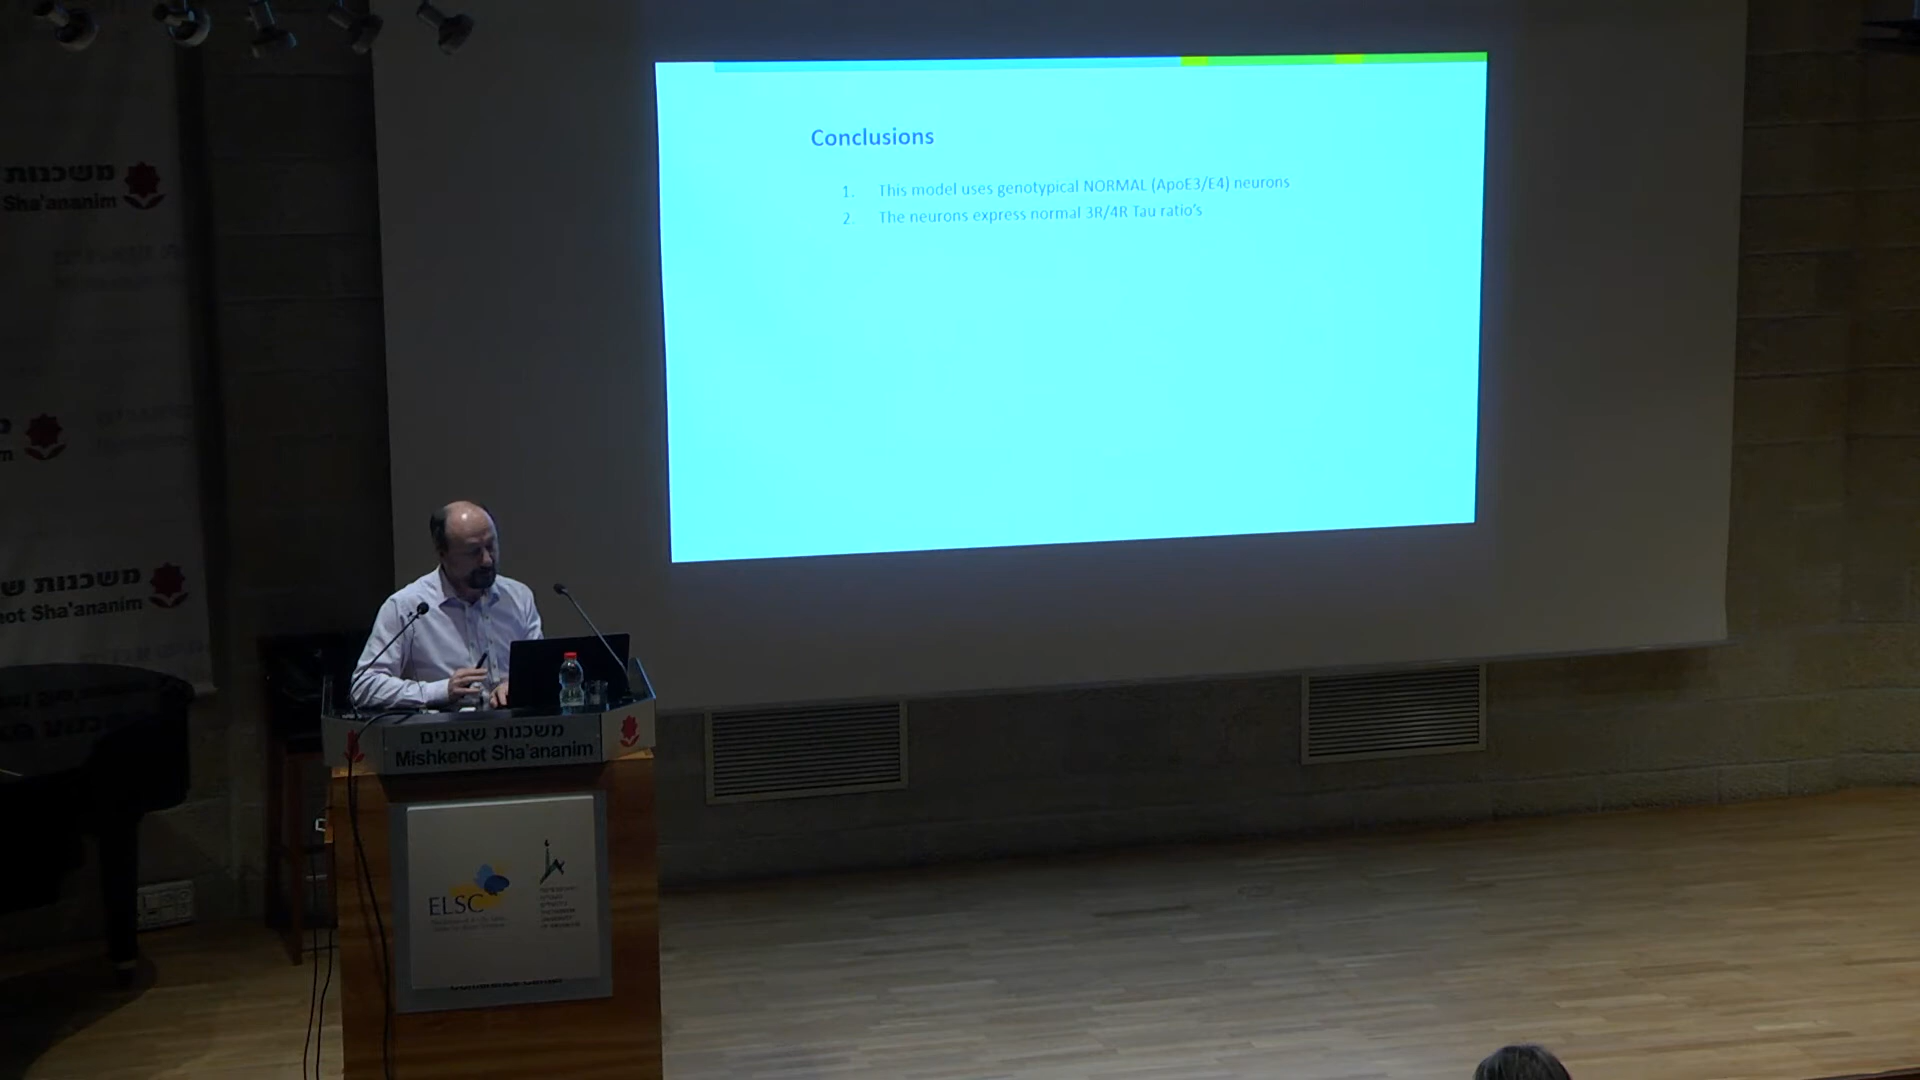 Conclusions
1. This model uses genotypical NORMAL (ApoE3/E4) neurons
2. The neurons express normal 3R/4R Tau ratio's
משכנות
Sha'ananim
משכנות ש
not Sha'ananim
משכנות שאננים
Mishkenot Sha'ananim
ELSC